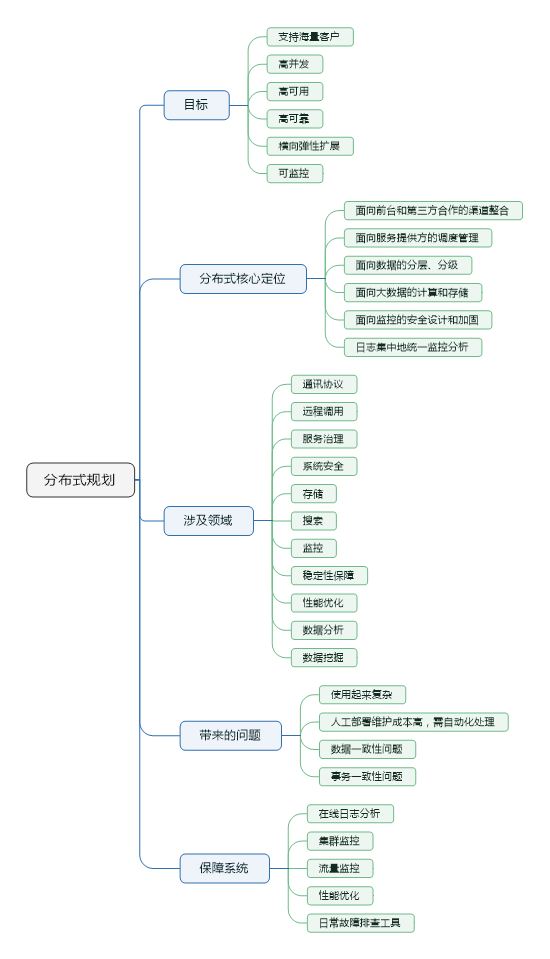 分布式规划
目标
支持海量客户
高并发
高可用
高可靠
横向弹性扩展
可监控
分布式核心定位
面向前台和第三方合作的渠道整合
面向服务提供方的调度管理
面向数据的分层、分级
面向大数据的计算和存储
面向监控的安全设计和加固
日志集中地统一监控分析
涉及领域
通讯协议
远程调用
服务治理
系统安全
存储
搜索
监控
稳定性保障
性能优化
数据分析
数据挖掘
带来的问题
使用起来复杂
人工部署维护成本高，需自动化处理
数据一致性问题
事务一致性问题
保障系统
在线日志分析
集群监控
流量监控
性能优化
日常故障排查工具